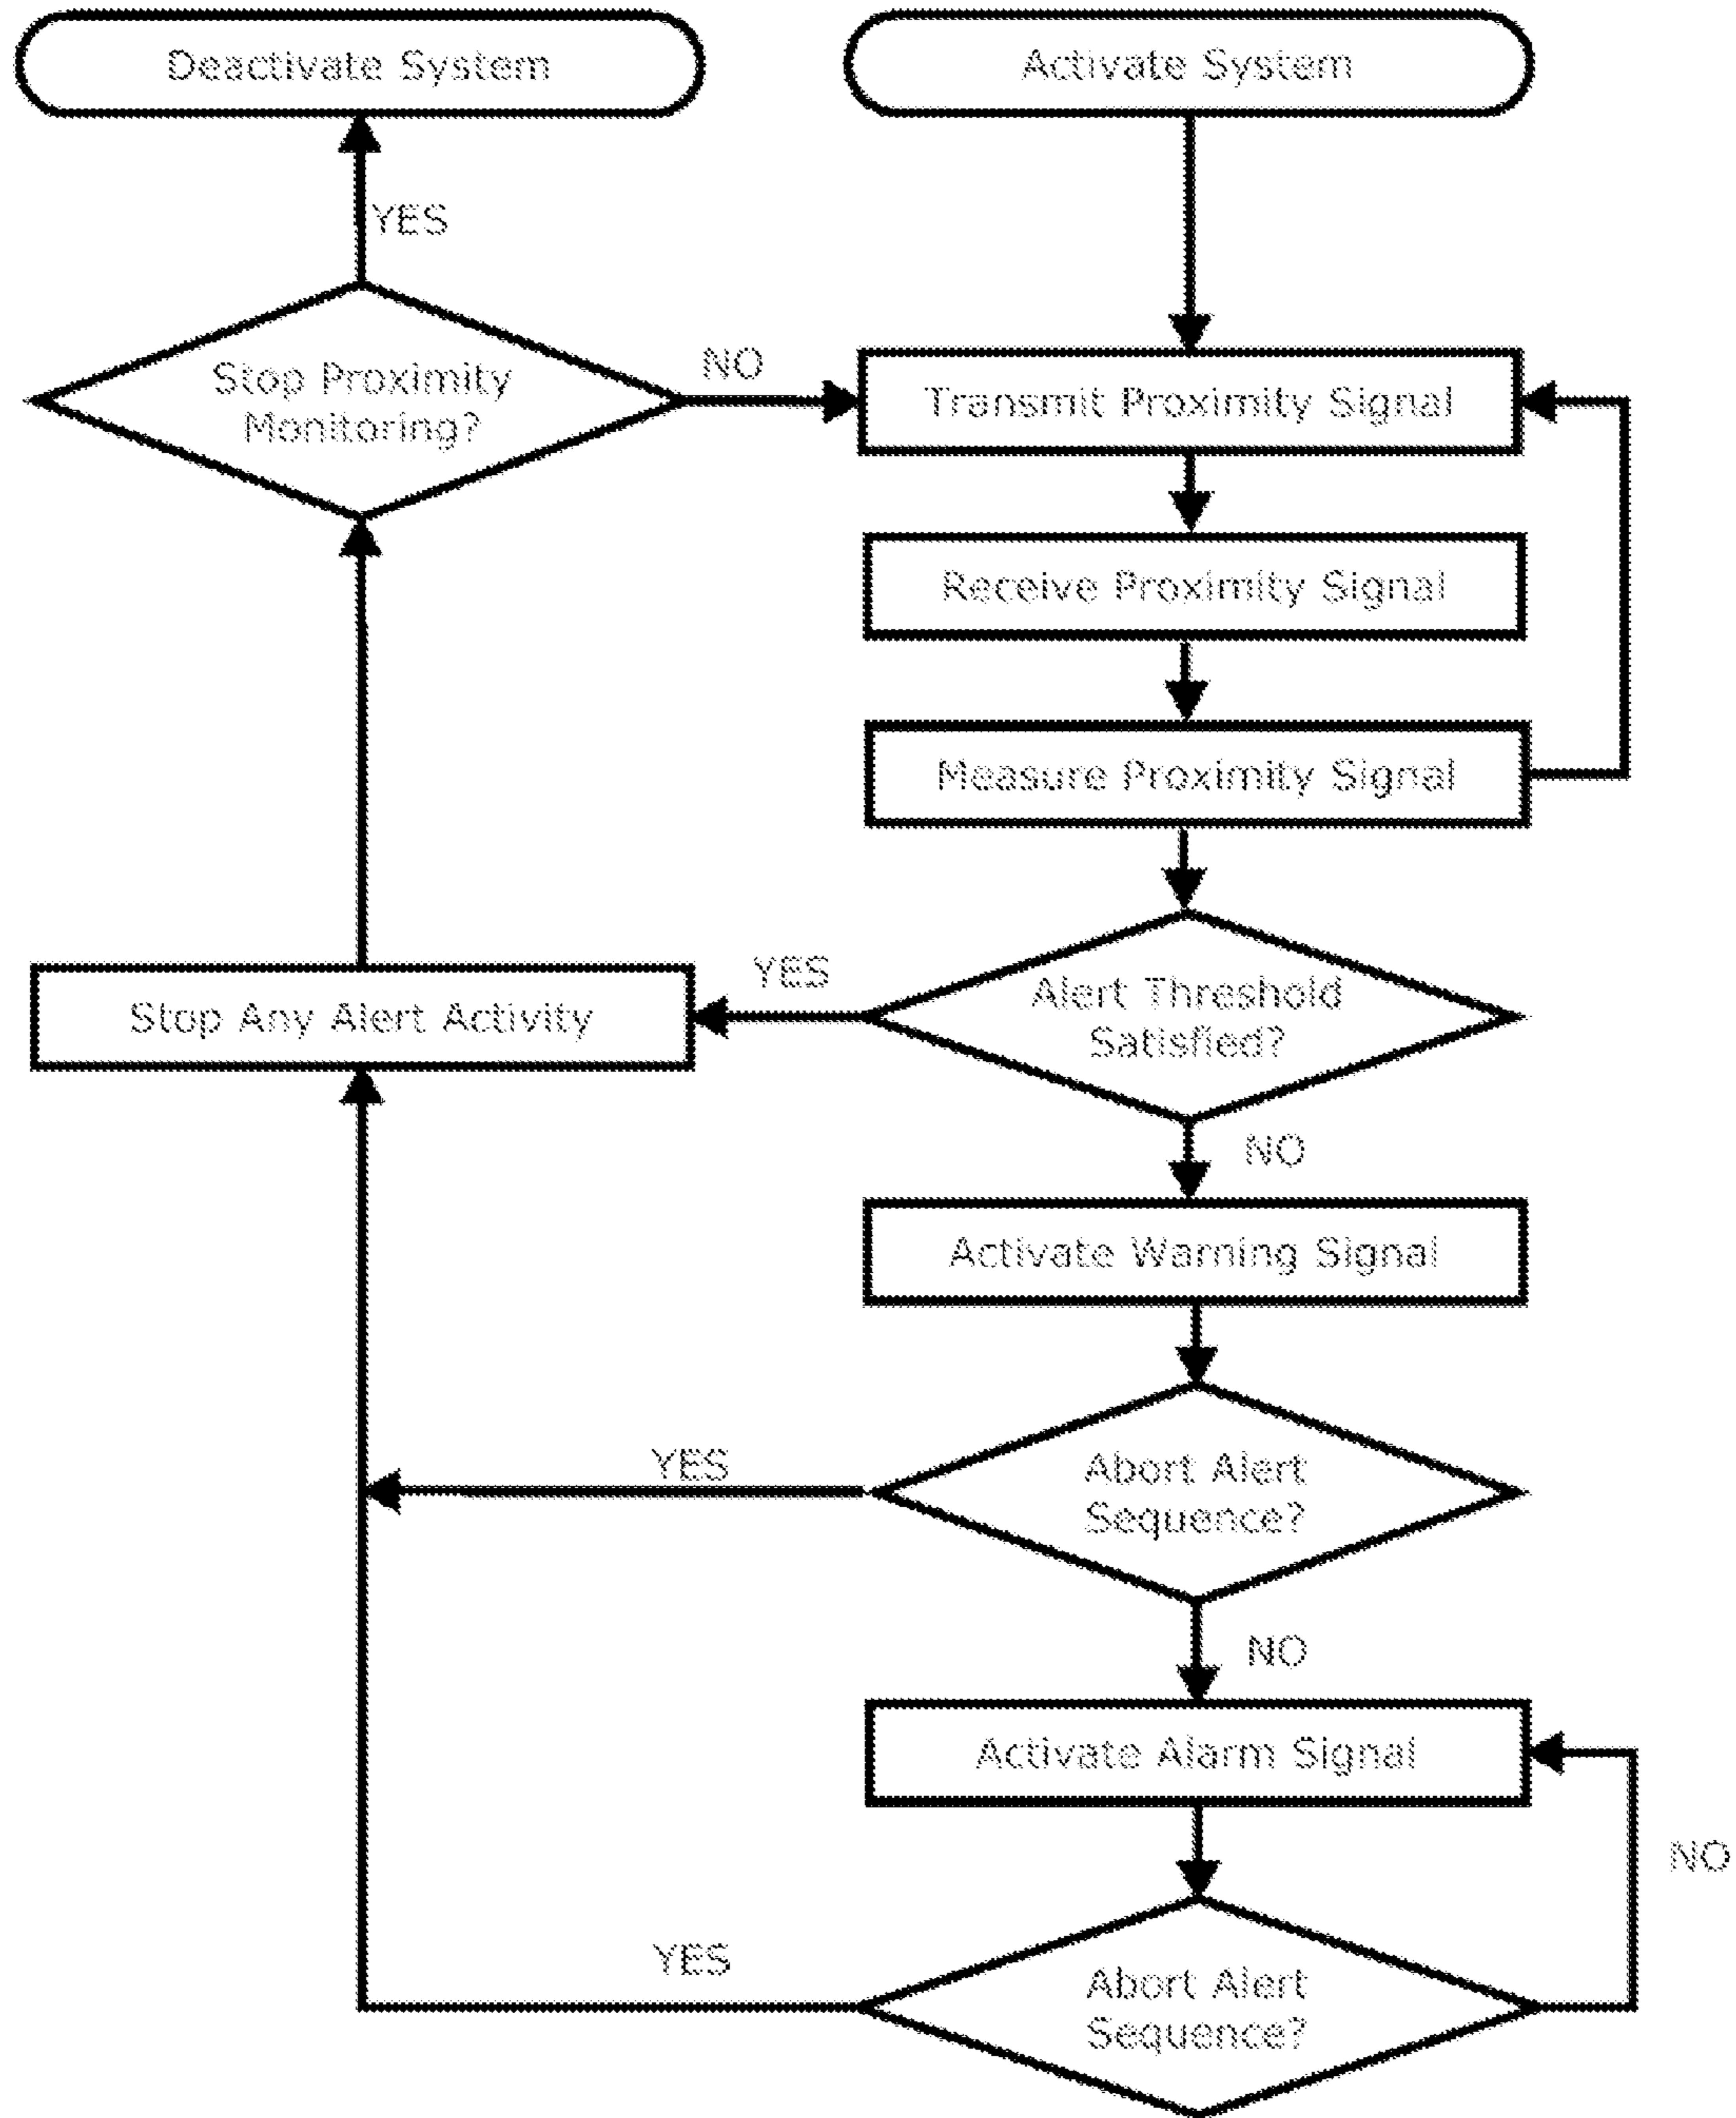 Deactivate System
Activate System
YES
Stop Proximity
Monitoring?
NO
Transmit Proximity Signal
Receive Proximity Signal
Measure Proximity Signal
Stop Any Alert Activity
YES
Alert Threshold
Satisfied?
NO
Activate Warning Signal
YES
Abort Alert
Sequence?
NO
Activate Alarm Signal
NO
YES
Abort Alert
Sequence?